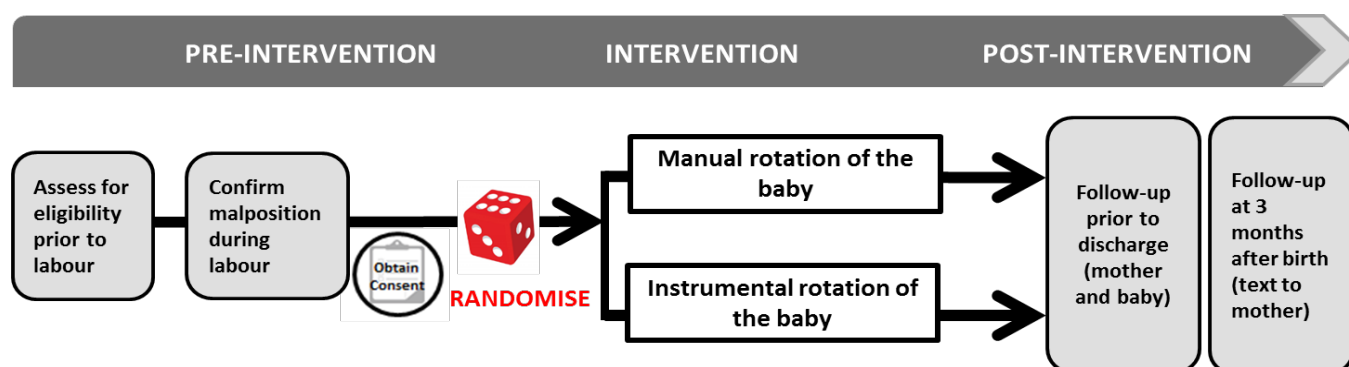 PRE-INTERVENTION
INTERVENTION
POST-INTERVENTION
Assess for
eligibility
prior to
labour
Confirm
malposition
during
labour
Obtain
Consent
RANDOMISE
Manual rotation of the
baby
Instrumental rotation of
the baby
Follow-up
prior to
discharge
(mother
and baby)
Follow-up
at 3
months
after birth
(text to
mother)